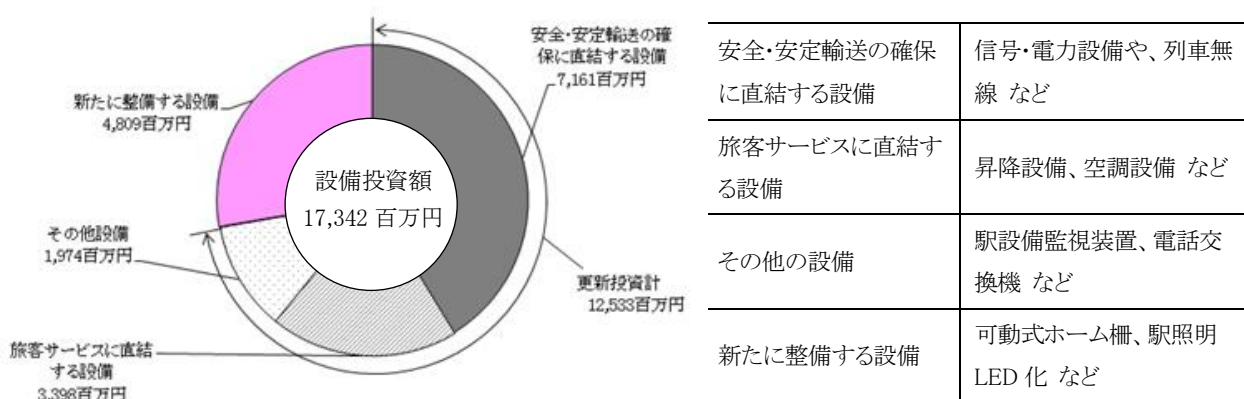 安全・安定輸送の確
保に直結する設備
7,161百万円
新たに整備する設備
4,809百万円
設備投資額
17,342 百万円
その他設備
1,974百万円
更新投資計
12,533百万円
旅客サービスに直結
する設備
3,398百万円
安全・安定輸送の確保
に直結する設備
信号・電力設備や、列車無
線 など
旅客サービスに直結す
る設備
昇降設備、空調設備 など
その他の設備
駅設備監視装置、電話交
換機 など
新たに整備する設備
可動式ホーム柵、駅照明
LED 化 など